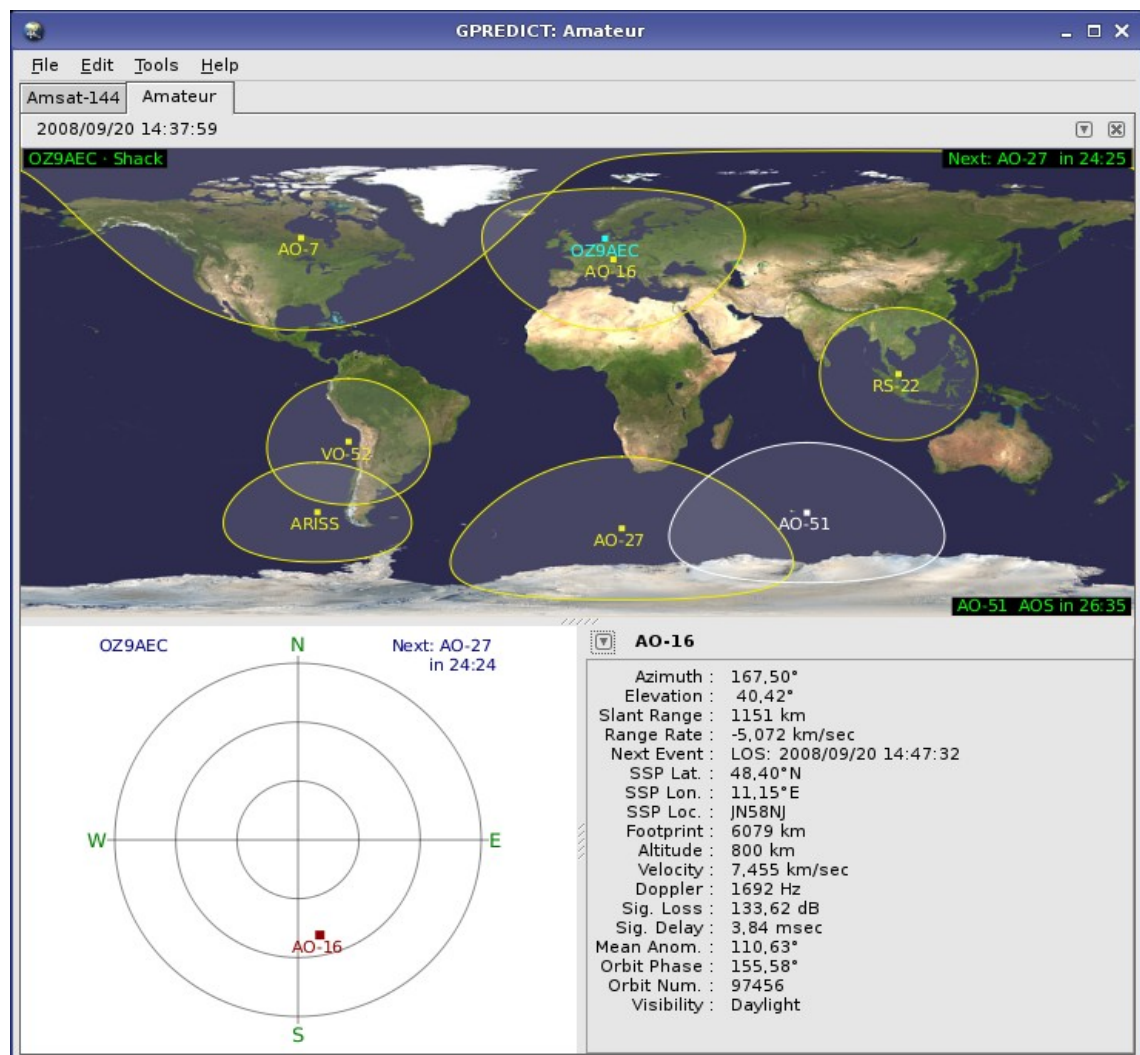 GPREDICT: Amateur
File Edit Tools Help
Amsat-144 Amateur
2008/09/20 14:37:59
OZ9AEC - Shack
Next: AO-27 in 24:25
AO-7
OZ9AEC
AO-16
RS-22
VO-52
ARISS
AO-27
AO-51
AO-51 AOS in 26:35
OZ9AEC
Next: AO-27
in 24:24
N
W
E
S
AO-16
AO-16
Azimuth : 167,50°
Elevation : 40,42°
Slant Range : 1151 km
Range Rate : -5,072 km/sec
Next Event : LOS: 2008/09/20 14:47:32
SSP Lat. : 48,40°N
SSP Lon. : 11,15°E
SSP Loc. : JN58NJ
Footprint : 6079 km
Altitude : 800 km
Velocity : 7,455 km/sec
Doppler : 1692 Hz
Sig. Loss : 133,62 dB
Sig. Delay : 3,84 msec
Mean Anom. : 110,63°
Orbit Phase : 155,58°
Orbit Num. : 97456
Visibility : Daylight